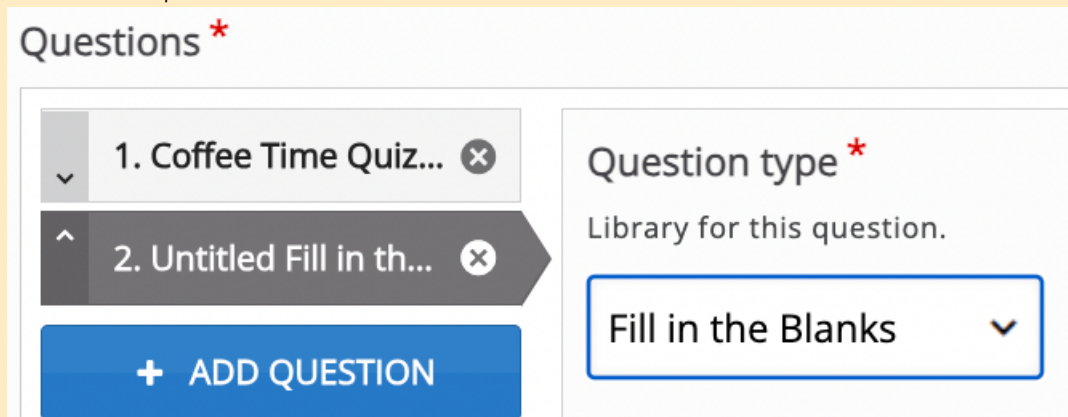 Questions *
1. Coffee Time Quiz...
2. Untitled Fill in th...
+ ADD QUESTION
Question type *
Library for this question.
Fill in the Blanks